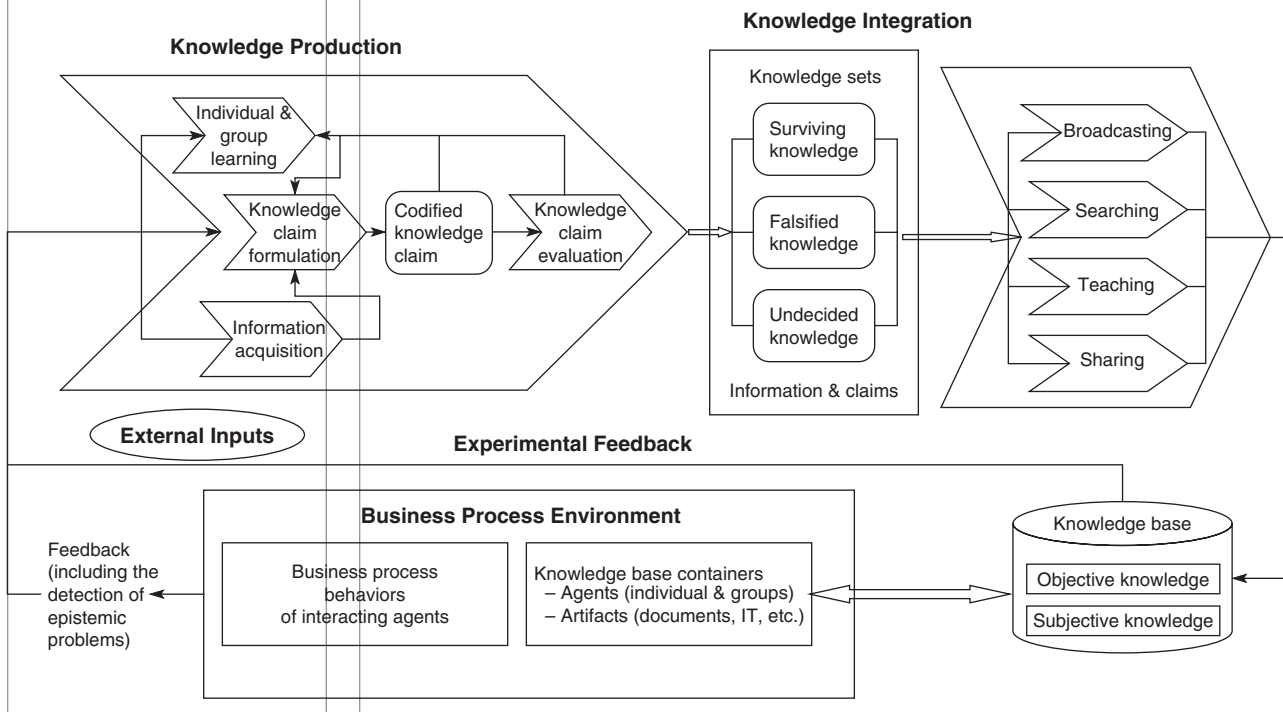 Knowledge Integration
Knowledge Production
Individual &
group
learning
Knowledge
claim
formulation
Codified
knowledge
claim
Knowledge
claim
evaluation
Information
acquisition
Knowledge sets
Surviving
knowledge
Falsified
knowledge
Undecided
knowledge
Information & claims
Broadcasting
Searching
Teaching
Sharing
External Inputs
Experimental Feedback
Business Process Environment
Feedback
(including the
detection of
epistemic
problems)
Business process
behaviors
of interacting agents
Knowledge base containers
– Agents (individual & groups)
– Artifacts (documents, IT, etc.)
Knowledge base
Objective knowledge
Subjective knowledge